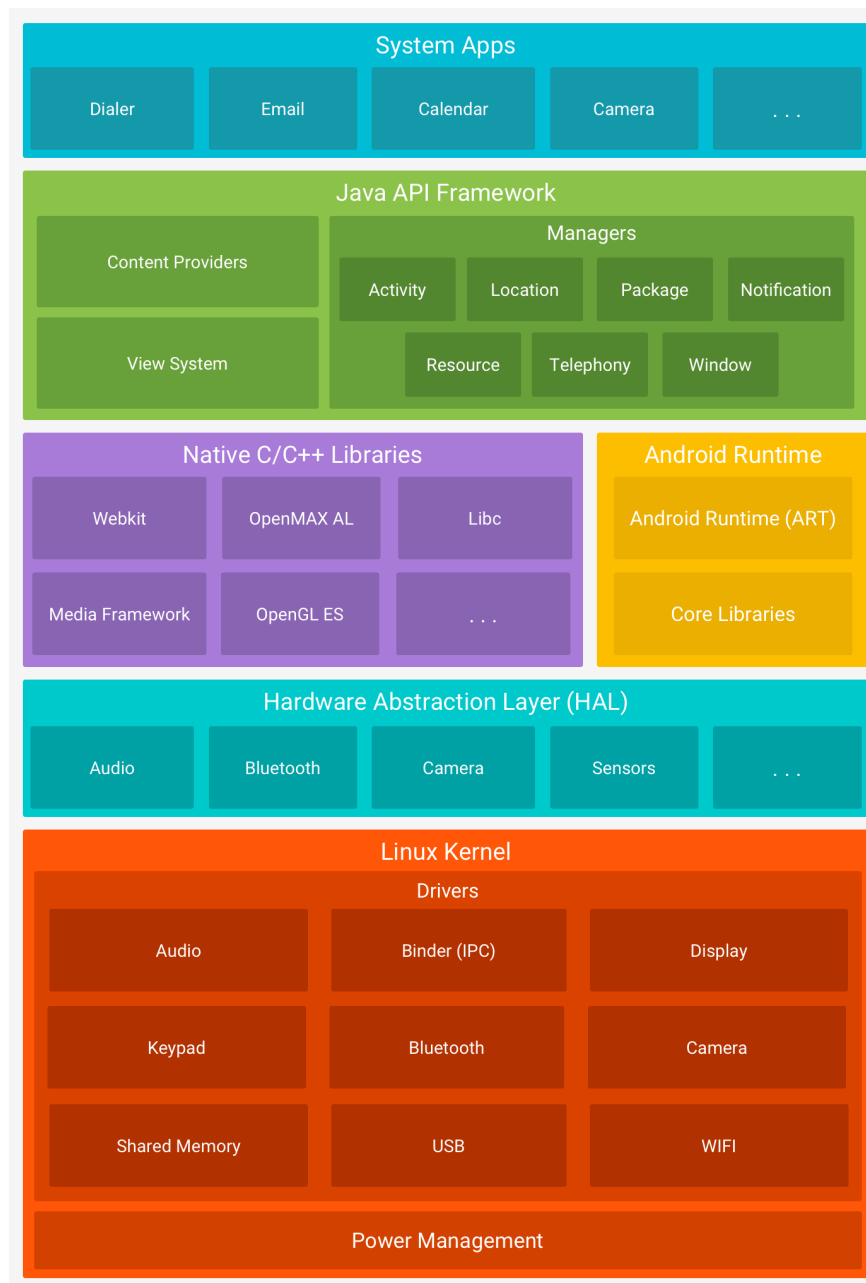 System Apps
Dialer
Email
Calendar
Camera
. . .
Java API Framework
Content Providers
View System
Managers
Activity
Location
Package
Notification
Resource
Telephony
Window
Native C/C++ Libraries
Webkit
OpenMAX AL
Libc
Media Framework
OpenGL ES
. . .
Android Runtime
Android Runtime (ART)
Core Libraries
Hardware Abstraction Layer (HAL)
Audio
Bluetooth
Camera
Sensors
. . .
Linux Kernel
Drivers
Audio
Binder (IPC)
Display
Keypad
Bluetooth
Camera
Shared Memory
USB
WIFI
Power Management